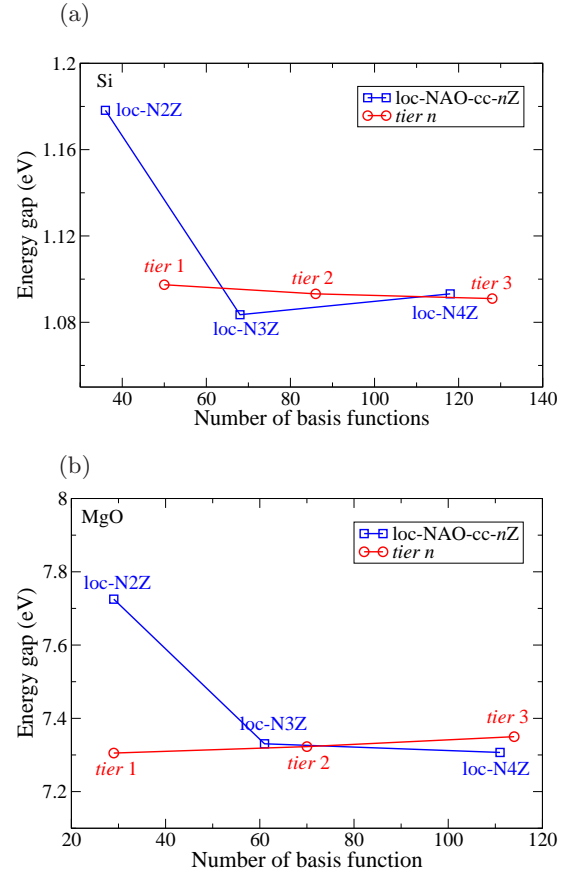 (a)
1.2
1.16
1.12
1.08
Energy gap (eV)
Si
loc-NAO-cc-nZ
tier n
loc-N2Z
tier 1
tier 2
tier 3
loc-N3Z
loc-N4Z
40
60
80
100
120
140
Number of basis functions
(b)
8
7.8
7.6
7.4
7.2
Energy gap (eV)
MgO
loc-NAO-cc-nZ
tier n
loc-N2Z
loc-N3Z
tier 3
tier 1
tier 2
loc-N4Z
20
40
60
80
100
120
Number of basis function